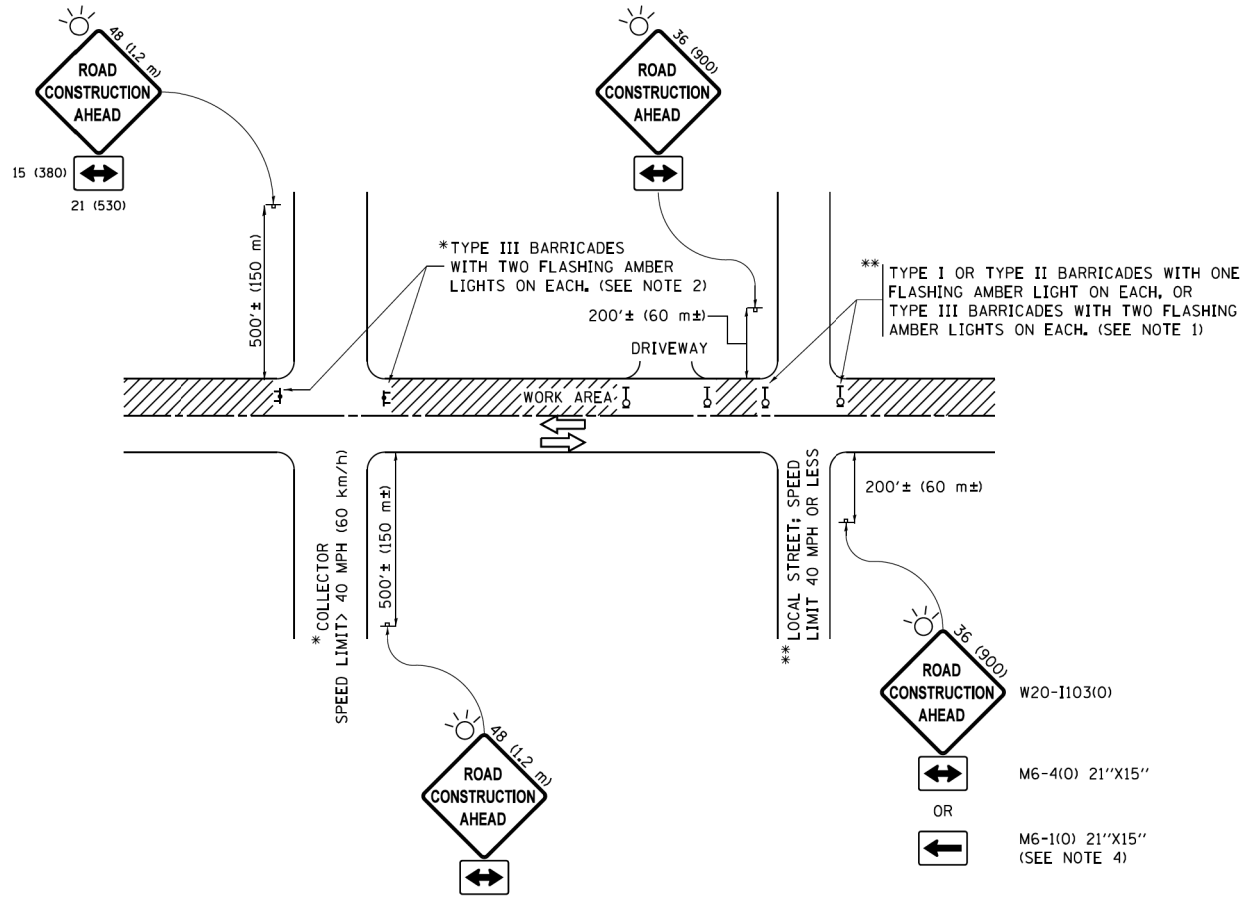 48 (1.2 m)
ROAD
CONSTRUCTION
AHEAD
15 (380)
21 (530)
36 (900)
ROAD
CONSTRUCTION
AHEAD
500'± (150 m)
*TYPE III BARRICADES
WITH TWO FLASHING AMBER
LIGHTS ON EACH. (SEE NOTE 2)
200'± (60 m±)
DRIVEWAY
** TYPE I OR TYPE II BARRICADES WITH ONE
FLASHING AMBER LIGHT ON EACH, OR
TYPE III BARRICADES WITH TWO FLASHING
AMBER LIGHTS ON EACH. (SEE NOTE 1)
WORK AREA
* COLLECTOR
SPEED LIMIT> 40 MPH (60 km/h)
500'± (150 m±)
** LOCAL STREET; SPEED
LIMIT 40 MPH OR LESS
200'± (60 m±)
48 (1.2 m)
ROAD
CONSTRUCTION
AHEAD
36 (900)
ROAD
CONSTRUCTION
AHEAD
W20-I103(0)
M6-4(0) 21''X15''
OR
M6-1(0) 21''X15''
(SEE NOTE 4)